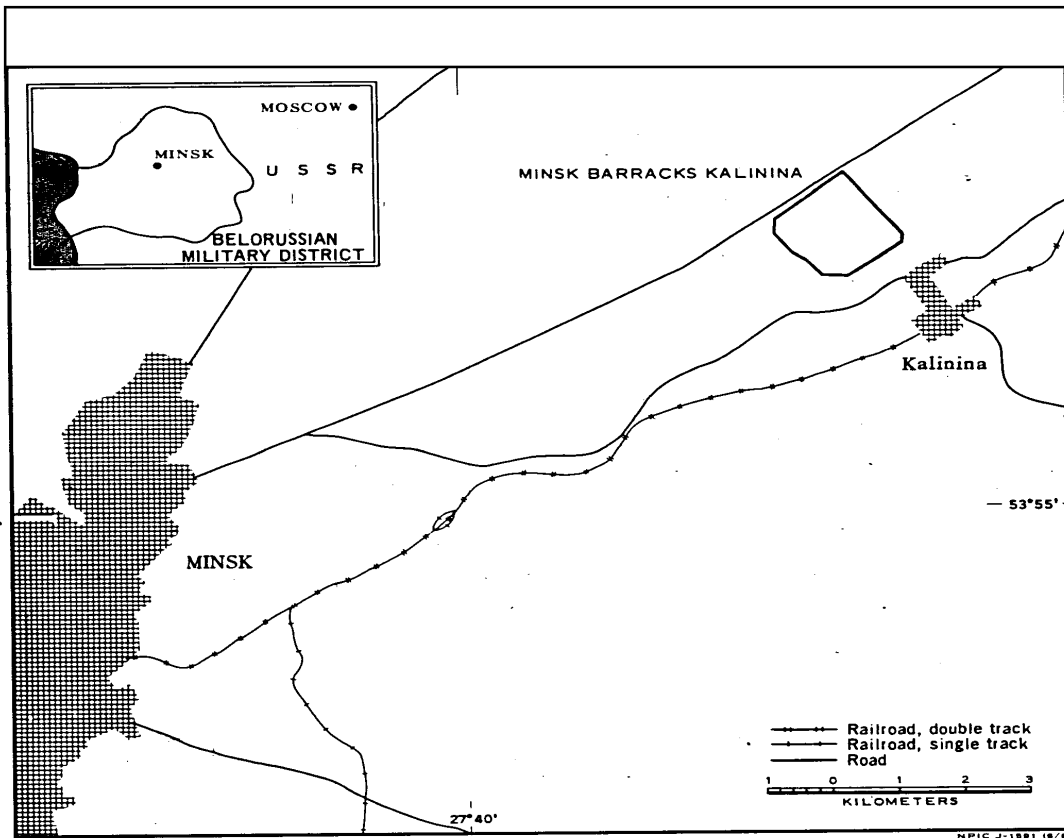 MOSCOW
MINSK
U S S R
BELORUSSIAN
MILITARY DISTRICT
MINSK BARRACKS KALININA
Kalinina
53°55'
MINSK
Railroad, double track
Railroad, single track
Road
1 0 1 2 3
KILOMETERS
27°40'